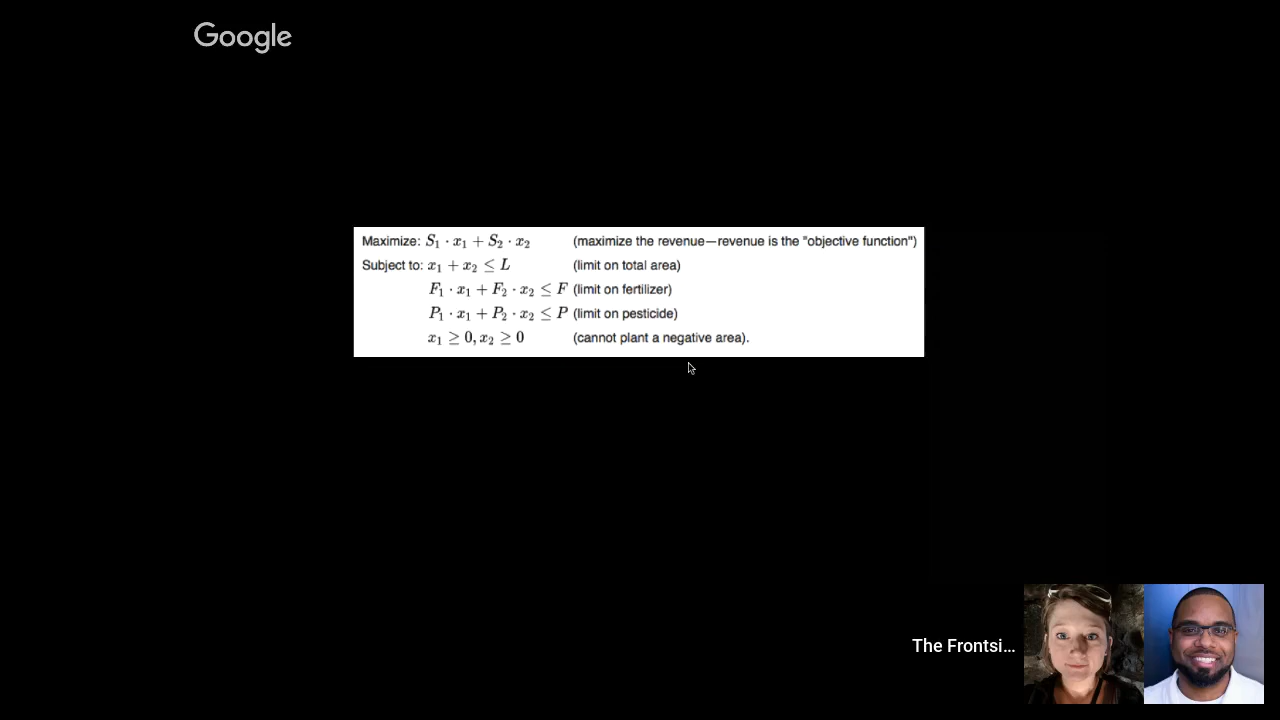 Google
Maximize: S₁ · x₁ + S₂ · x₂ (maximize the revenue—revenue is the "objective function")
Subject to: x₁ + x₂ ≤ L (limit on total area)
F₁ · x₁ + F₂ · x₂ ≤ F (limit on fertilizer)
P₁ · x₁ + P₂ · x₂ ≤ P (limit on pesticide)
x₁ ≥ 0, x₂ ≥ 0 (cannot plant a negative area).
The Frontsi...